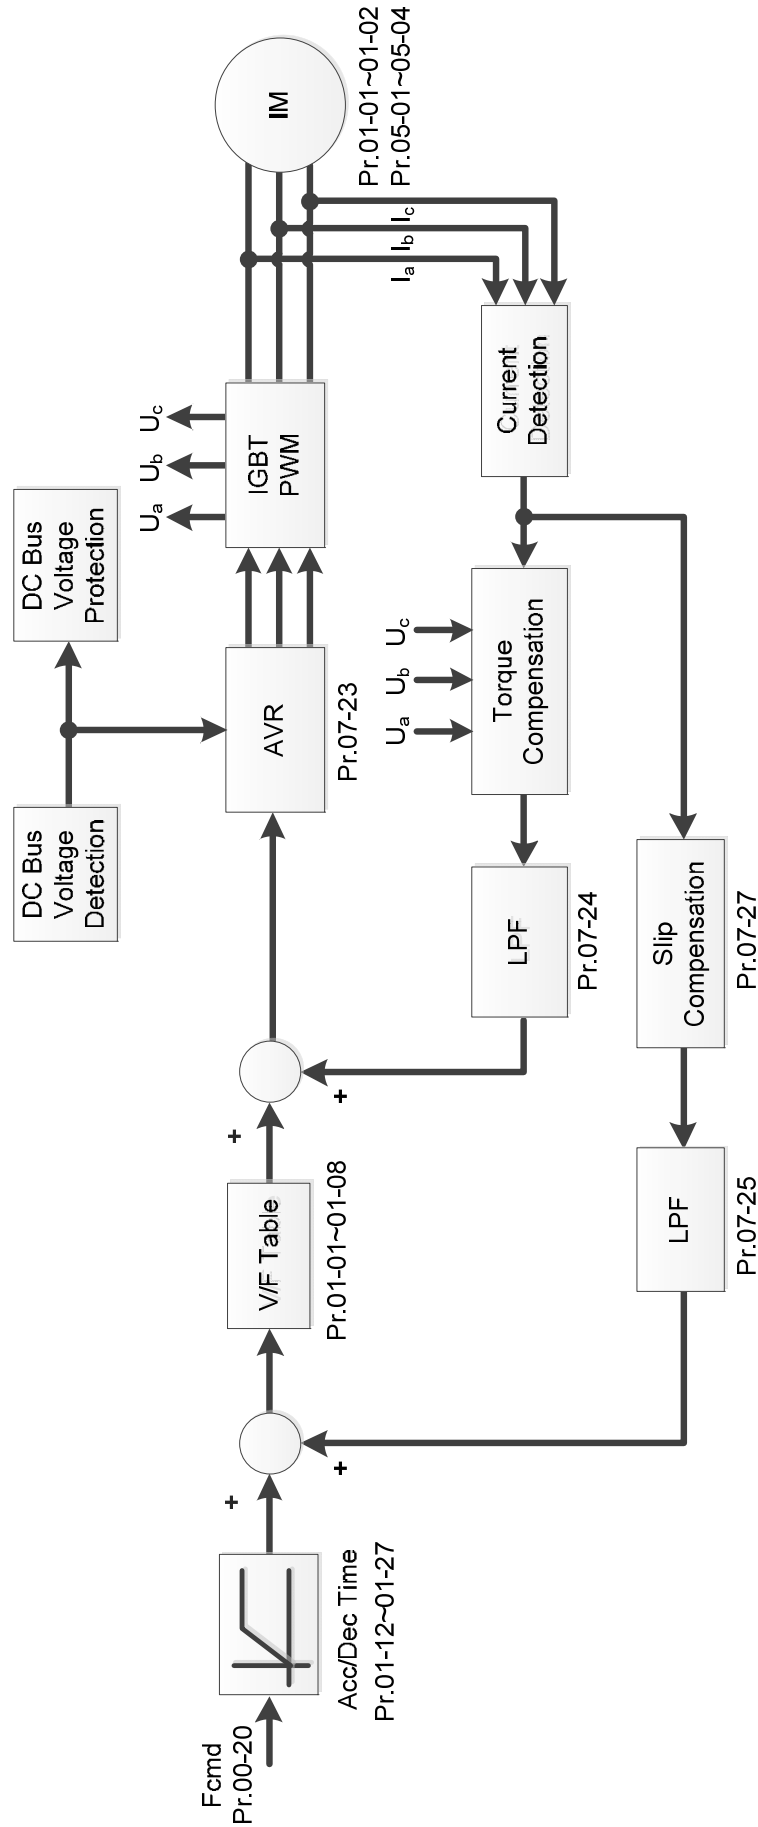 Fcmd
Pr.00-20
Acc/Dec Time
Pr.01-12~01-27
+
+
V/F Table
Pr.01-01~01-08
+
+
DC Bus
Voltage
Detection
DC Bus
Voltage
Protection
AVR
Pr.07-23
Ua
Ub
Uc
IGBT
PWM
IM
Pr.01-01~01-02
Pr.05-01~05-04
Ia
Ib
Ic
Current
Detection
Ua
Ub
Uc
Torque
Compensation
LPF
Pr.07-24
Slip
Compensation
Pr.07-27
LPF
Pr.07-25